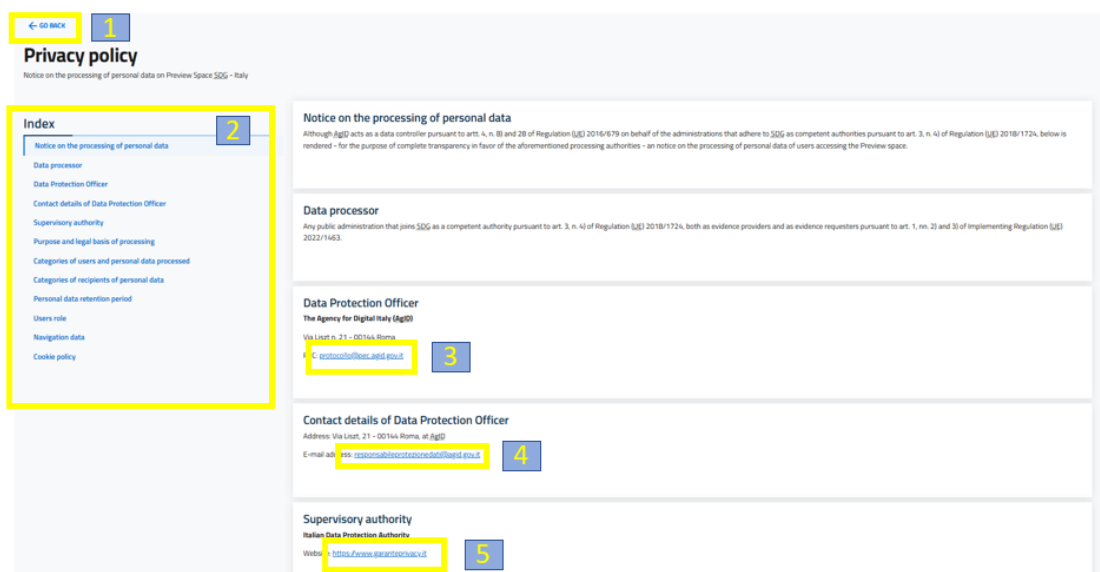 ← GO BACK
1
Privacy policy
Notice on the processing of personal data on Preview Space SDG - Italy
Index
2
Notice on the processing of personal data
Data processor
Data Protection Officer
Contact details of Data Protection Officer
Supervisory authority
Purpose and legal basis of processing
Categories of users and personal data processed
Categories of recipients of personal data
Personal data retention period
Users role
Navigation data
Cookie policy
Notice on the processing of personal data
Although AgID acts as a data controller pursuant to artt. 4, n. 8) and 28 of Regulation (UE) 2016/679 on behalf of the administrations that adhere to SDG as competent authorities pursuant to art. 3, n. 4) of Regulation (UE) 2018/1724, below is
rendered - for the purpose of complete transparency in favor of the aforementioned processing authorities - an notice on the processing of personal data of users accessing the Preview space.
Data processor
Any public administration that joins SDG as a competent authority pursuant to art. 3, n. 4) of Regulation (UE) 2018/1724, both as evidence providers and as evidence requesters pursuant to art. 1, nn. 2) and 3) of Implementing Regulation (UE)
2022/1463.
Data Protection Officer
The Agency for Digital Italy (AgID)
Via Liszt n. 21 - 00144 Roma
C: protocollo@pec.agid.gov.it
3
Contact details of Data Protection Officer
Address: Via Liszt, 21 - 00144 Roma, at AgID
E-mail address: responsabileprotezionedati@agid.gov.it
4
Supervisory authority
Italian Data Protection Authority
Website: https://www.garanteprivacy.it
5